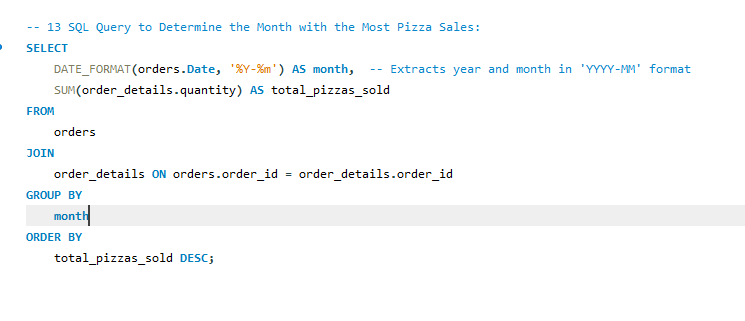 -- 13 SQL Query to Determine the Month with the Most Pizza Sales:
SELECT
DATE_FORMAT(orders.Date, '%Y-%m') AS month,  -- Extracts year and month in 'YYYY-MM' format
SUM(order_details.quantity) AS total_pizzas_sold
FROM
orders
JOIN
order_details ON orders.order_id = order_details.order_id
GROUP BY
month
ORDER BY
total_pizzas_sold DESC;